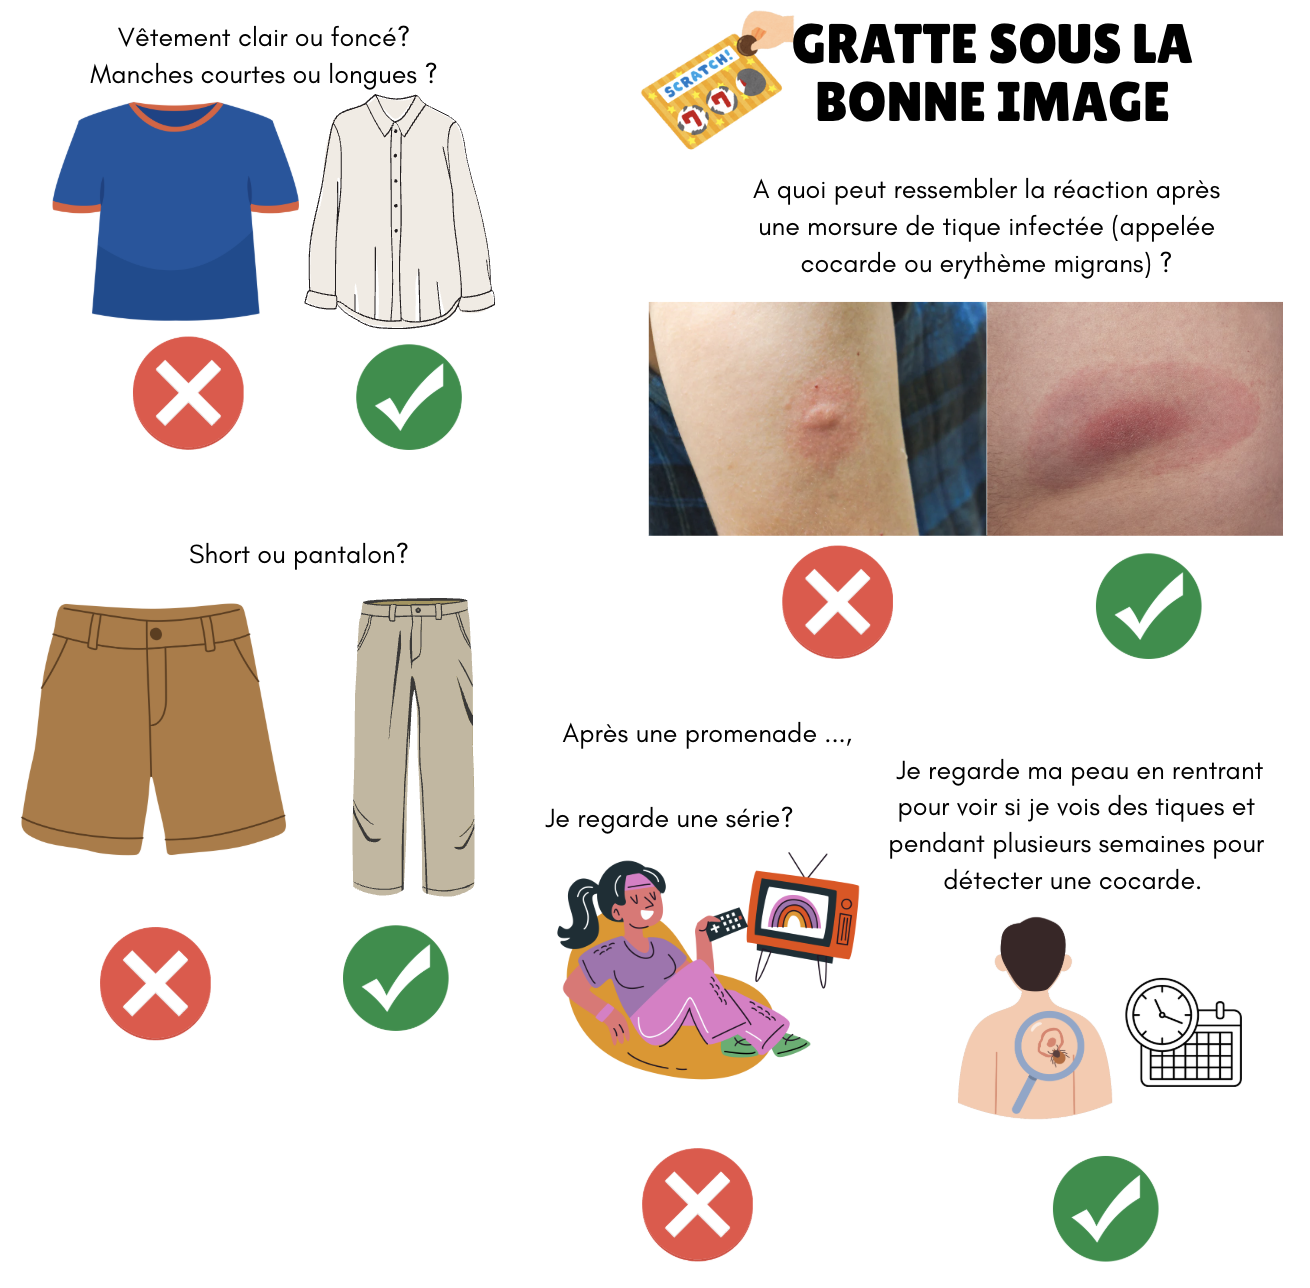 Vêtement clair ou foncé?
Manches courtes ou longues ?
SCRATCH!
7 7
GRATTE SOUS LA
BONNE IMAGE
A quoi peut ressembler la réaction après
une morsure de tique infectée (appelée
cocarde ou erythème migrans) ?
Short ou pantalon?
Après une promenade ...,
Je regarde une série?
Je regarde ma peau en rentrant
pour voir si je vois des tiques et
pendant plusieurs semaines pour
détecter une cocarde.